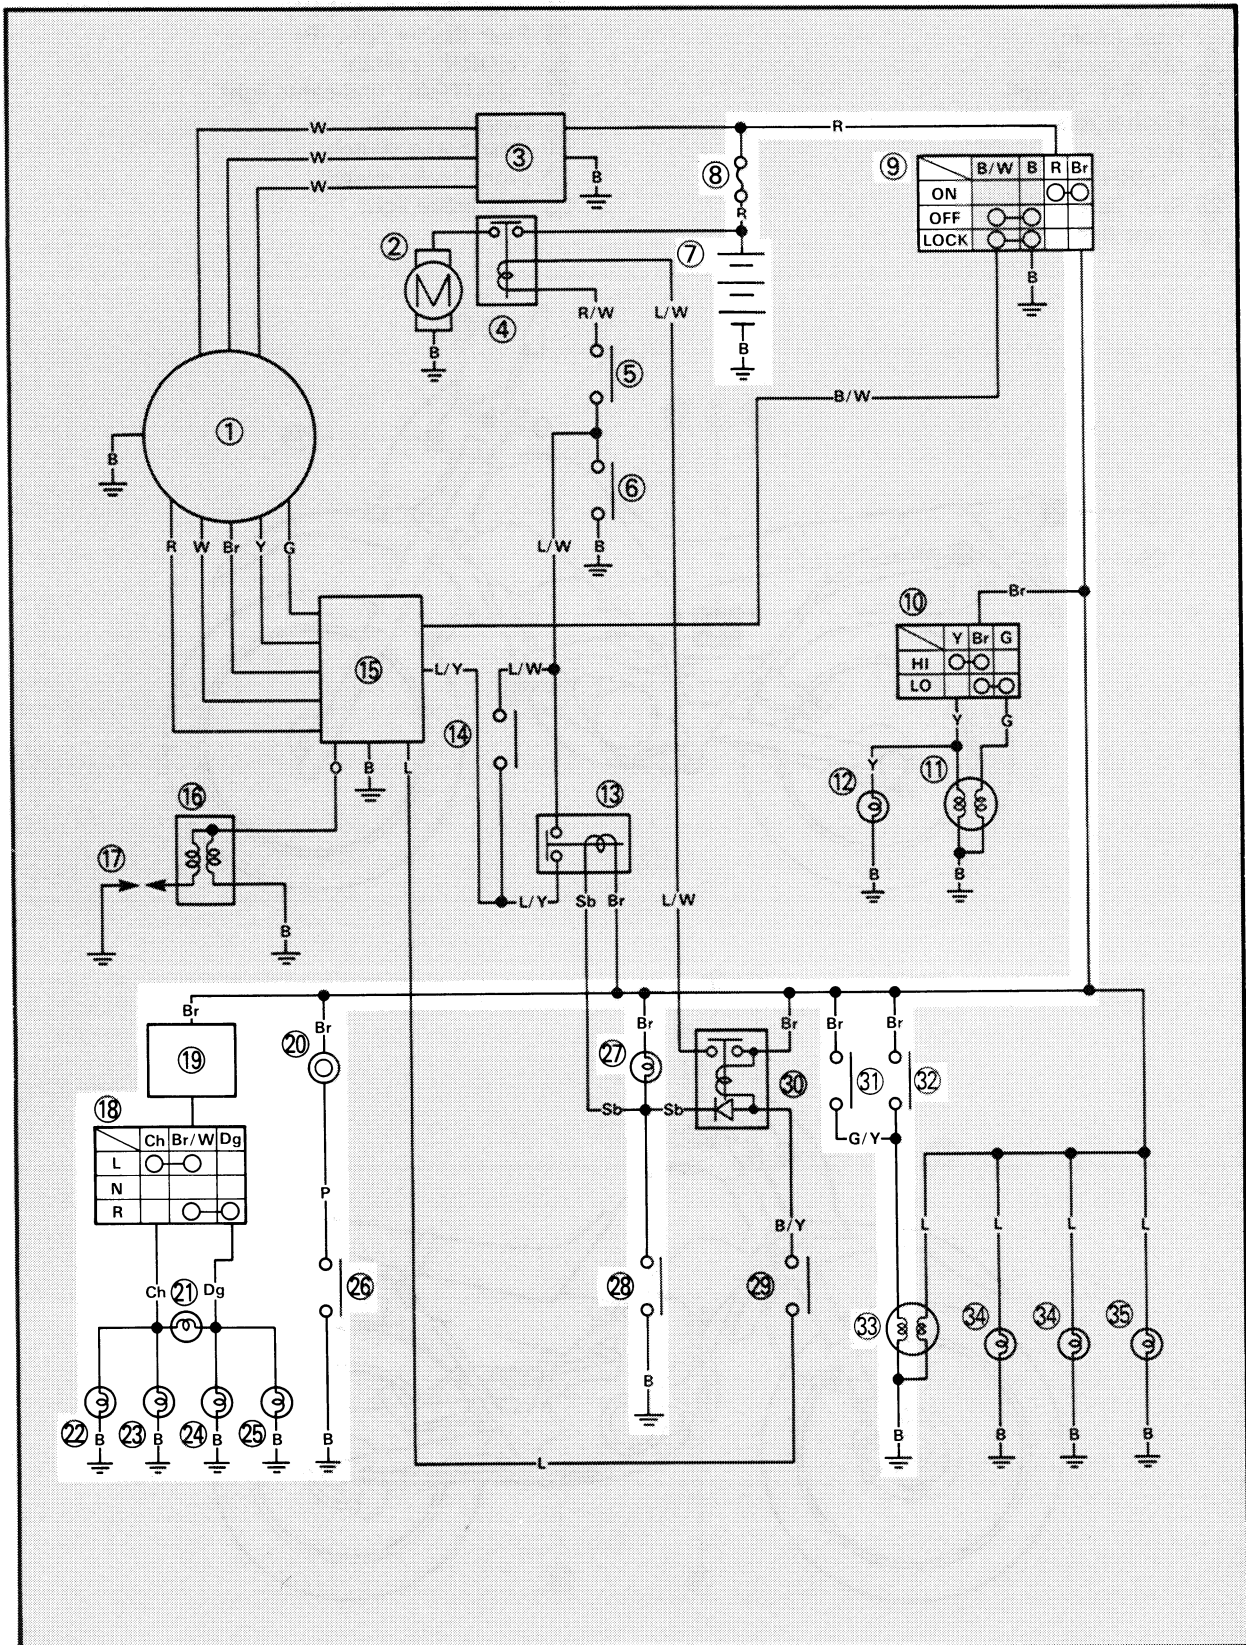 W
R
W
③
⑧
⑨
B/W B R Br
W
B
ON
R
OFF
②
⑦
LOCK
M
B
④
R/W
L/W
B
B
⑤
B/W
①
B
⑥
R W Br Y G
L/W
B
Br
⑩
Y Br G
HI
⑮
L/Y
L/W
LO
⑭
Y
G
O
B
L
Y
⑪
⑫
⑯
⑬
⑰
B
B
L/Y
Sb
Br
L/W
B
Br
Br
Br
Br
Br
Br
⑳
⑲
㉗
㉚
㉛
㉜
⑱
Ch Br/W Dg
Sb
Sb
G/Y
L
N
P
R
B/Y
L
L
L
L
Ch
㉑
Dg
㉖
㉘
㉙
㉝
㉞
㉞
㉟
B
㉒
B
㉓
B
㉔
B
㉕
B
B
B
B
B
B
L